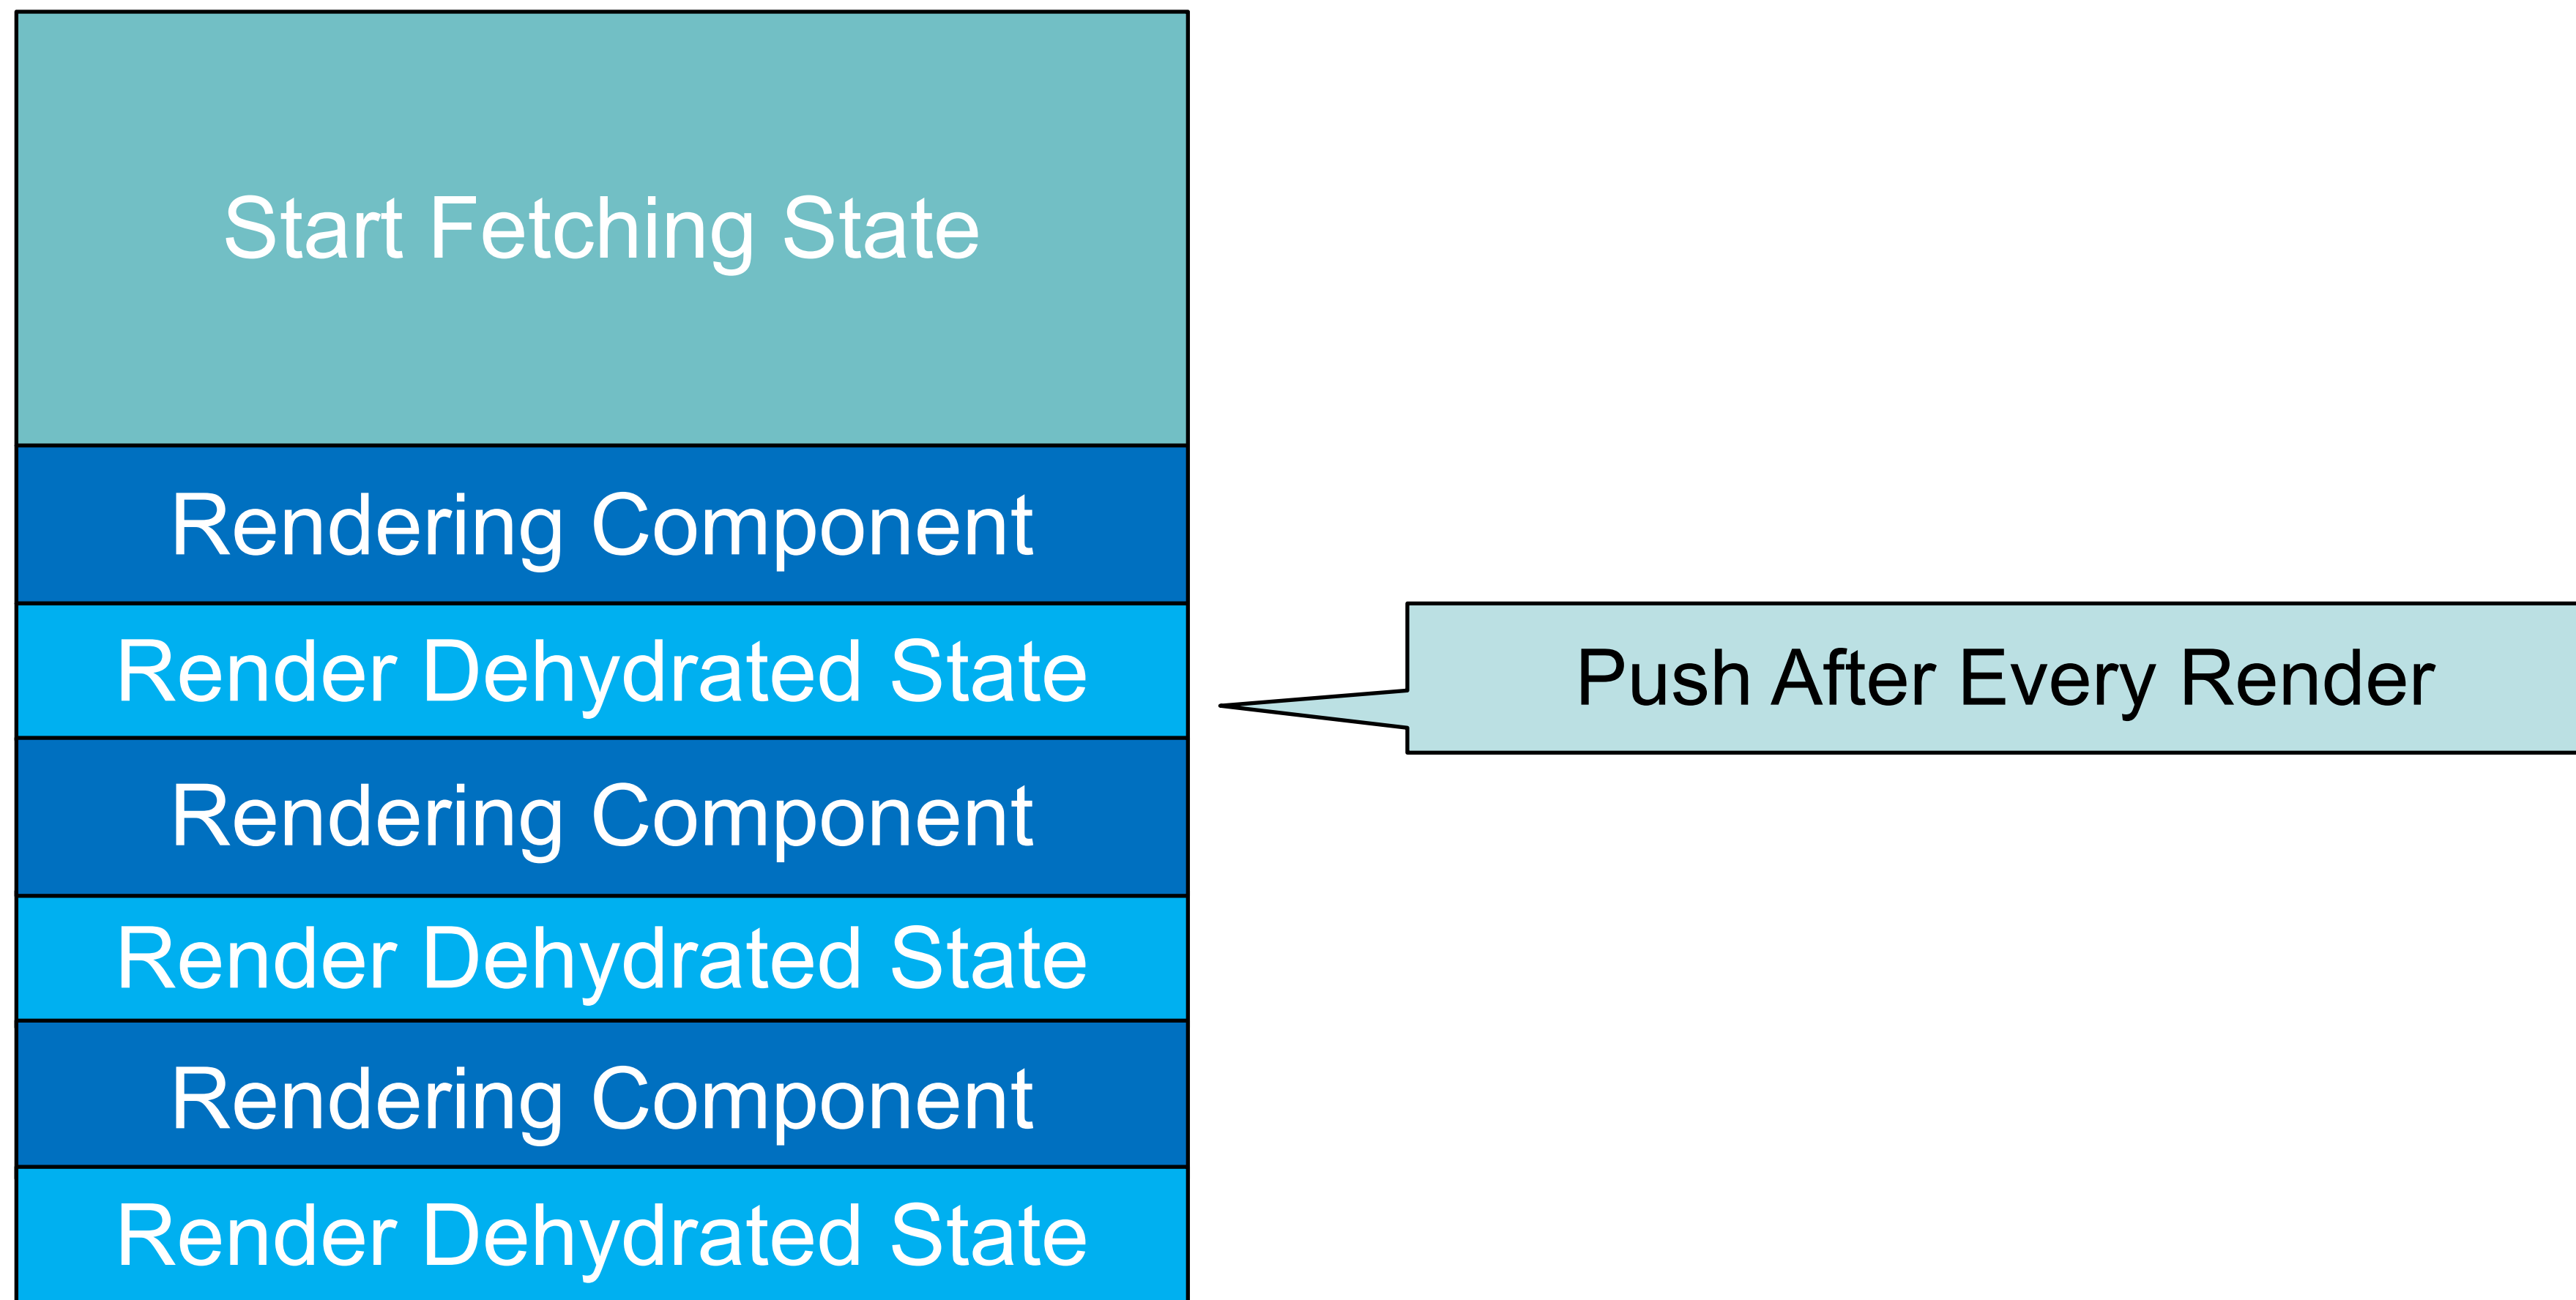 Start Fetching State
Rendering Component
Render Dehydrated State
Push After Every Render
Rendering Component
Render Dehydrated State
Rendering Component
Render Dehydrated State